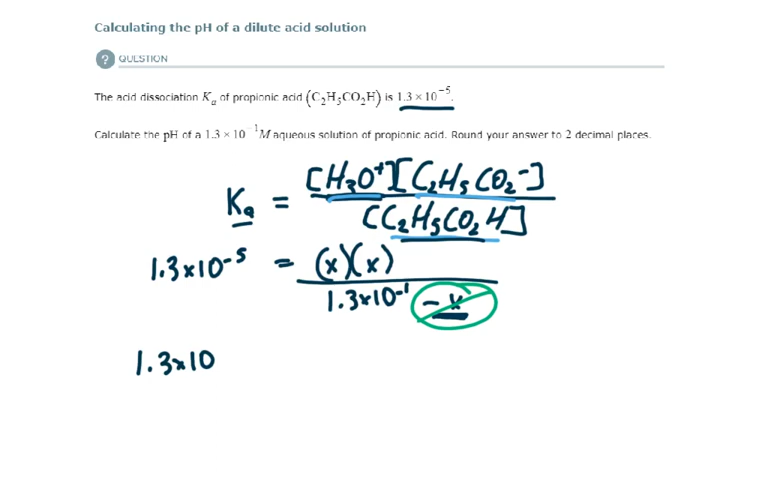 Calculating the pH of a dilute acid solution
? QUESTION
The acid dissociation Kₐ of propionic acid (C₂H₅CO₂H) is 1.3 × 10⁻⁵.
Calculate the pH of a 1.3 × 10⁻¹ M aqueous solution of propionic acid. Round your answer to 2 decimal places.
Kₐ = [H₃O⁺][C₂H₅CO₂⁻] / [C₂H₅CO₂H]
1.3×10⁻⁵ = (x)(x) / 1.3×10⁻¹ - x
1.3×10